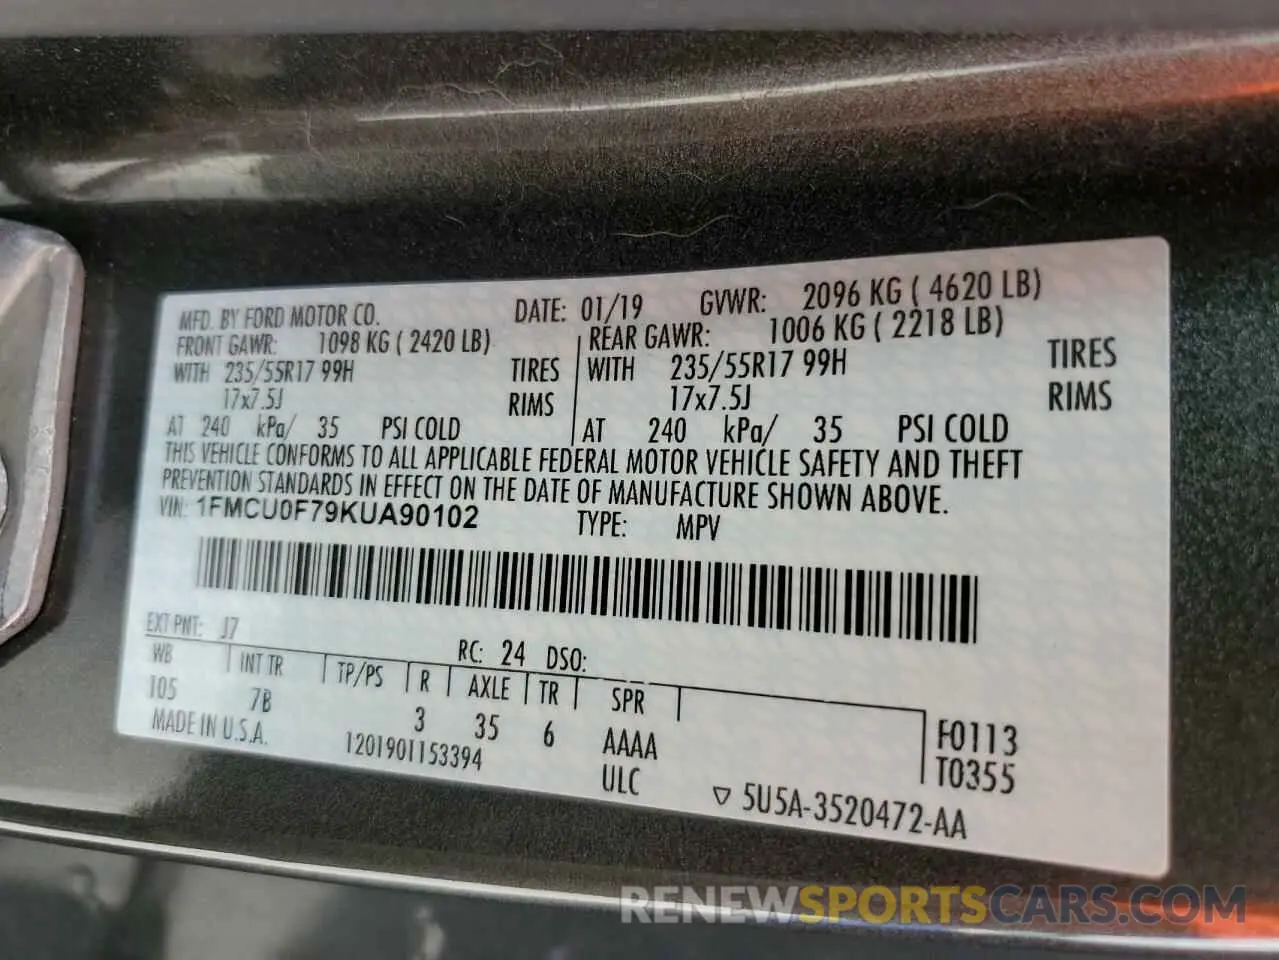 MFD. BY FORD MOTOR CO. DATE: 01/19 GVWR: 2096 KG ( 4620 LB)
FRONT GAWR: 1098 KG ( 2420 LB) REAR GAWR: 1006 KG ( 2218 LB)
WITH 235/55R17 99H TIRES WITH 235/55R17 99H TIRES
17x7.5J RIMS 17x7.5J RIMS
AT 240 kPa/ 35 PSI COLD AT 240 kPa/ 35 PSI COLD
THIS VEHICLE CONFORMS TO ALL APPLICABLE FEDERAL MOTOR VEHICLE SAFETY AND THEFT
PREVENTION STANDARDS IN EFFECT ON THE DATE OF MANUFACTURE SHOWN ABOVE.
VIN: 1FMCU0F79KUA90102 TYPE: MPV
EXT PNT: J7 RC: 24 DSO:
WB INT TR TP/PS R AXLE TR SPR
105 7B 3 35 6 AAAA F0113
MADE IN U.S.A. 1201901153394 ULC T0355
▽ 5U5A-3520472-AA
RENEWSPORTSCARS.COM